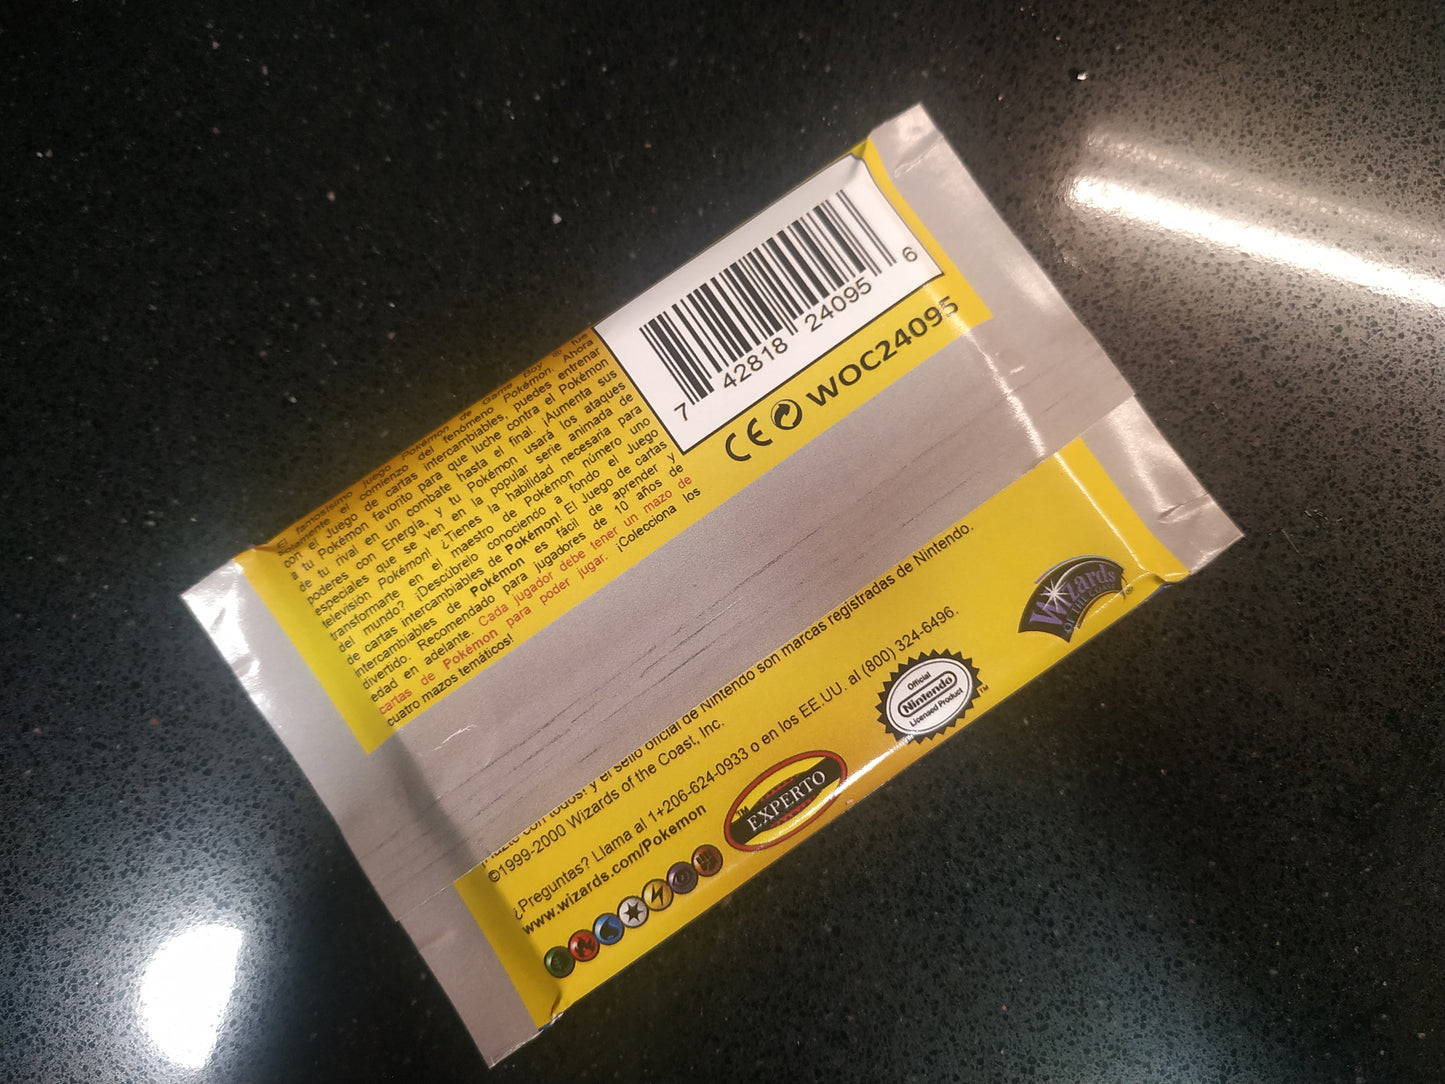 El famosísimo juego Pokémon de Game Boy® fue
solamente el comienzo del fenómeno Pokémon. Ahora
con el Juego de cartas intercambiables, puedes entrenar
a tu Pokémon favorito para que luche contra el Pokémon
de tu rival en un combate hasta el final. ¡Aumenta sus
poderes con Energía, y tu Pokémon usará los ataques
especiales que se ven en la popular serie animada de
televisión Pokémon! ¿Tienes la habilidad necesaria para
transformarte en el maestro de Pokémon número uno
del mundo? ¡Descúbrelo conociendo a fondo el Juego
de cartas intercambiables de Pokémon! El Juego de cartas
intercambiables de Pokémon es fácil de aprender y
divertido. Recomendado para jugadores de 10 años de
edad en adelante. Cada jugador debe tener un mazo de
cartas de Pokémon para poder jugar. ¡Colecciona los
cuatro mazos temáticos!
7 42818 24095 6
CE WOC24095
¡Hazte con todos! y el sello oficial de Nintendo son marcas registradas de Nintendo.
©1999-2000 Wizards of the Coast, Inc.
¿Preguntas? Llama al 1+206-624-0933 o en los EE.UU. al (800) 324-6496.
www.wizards.com/Pokemon
EXPERTO™
Official
Nintendo
Licensed Product
™
Wizards
OF THE COAST
®